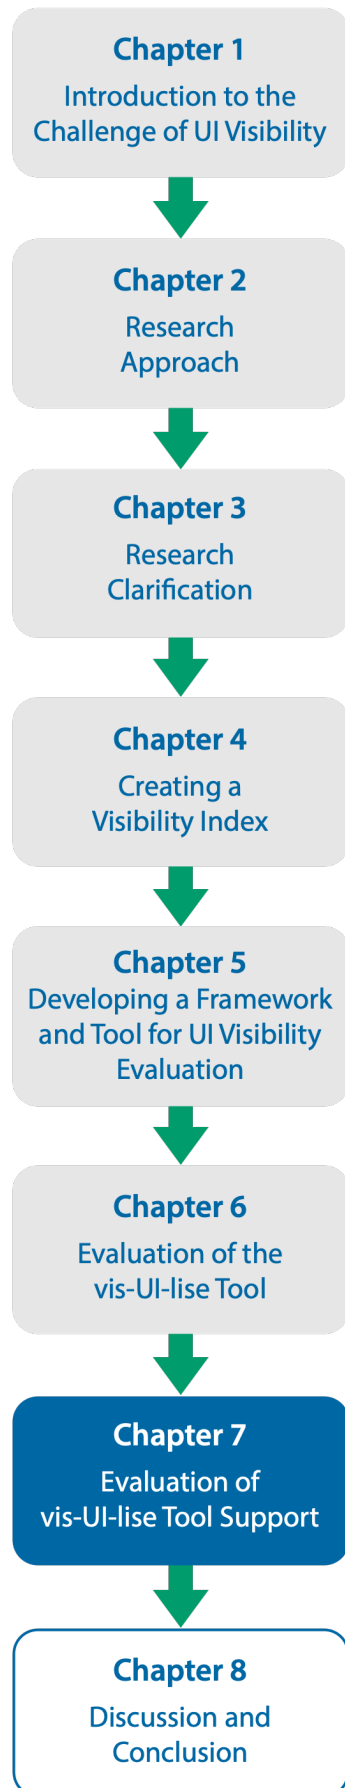 Chapter 1
Introduction to the
Challenge of UI Visibility
Chapter 2
Research
Approach
Chapter 3
Research
Clarification
Chapter 4
Creating a
Visibility Index
Chapter 5
Developing a Framework
and Tool for UI Visibility
Evaluation
Chapter 6
Evaluation of the
vis-UI-lise Tool
Chapter 7
Evaluation of
vis-UI-lise Tool Support
Chapter 8
Discussion and
Conclusion